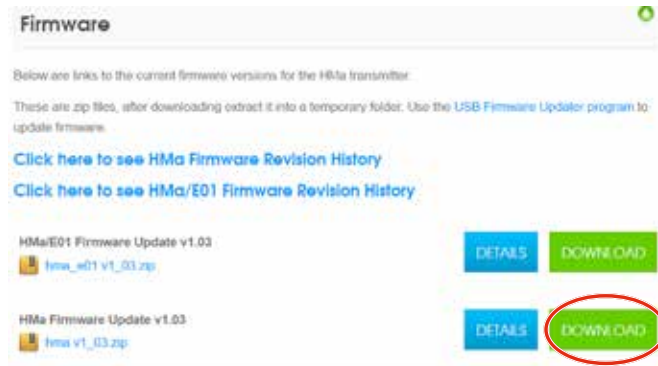 Firmware
Below are links to the current firmware versions for the HMa transmitter.
These are zip files, after downloading extract it into a temporary folder. Use the USB Firmware Updater program to
update firmware.
Click here to see HMa Firmware Revision History
Click here to see HMa/E01 Firmware Revision History
HMa/E01 Firmware Update v1.03
DETAILS
DOWNLOAD
hma_e01 v1_03.zip
HMa Firmware Update v1.03
DETAILS
DOWNLOAD
hma v1_03.zip